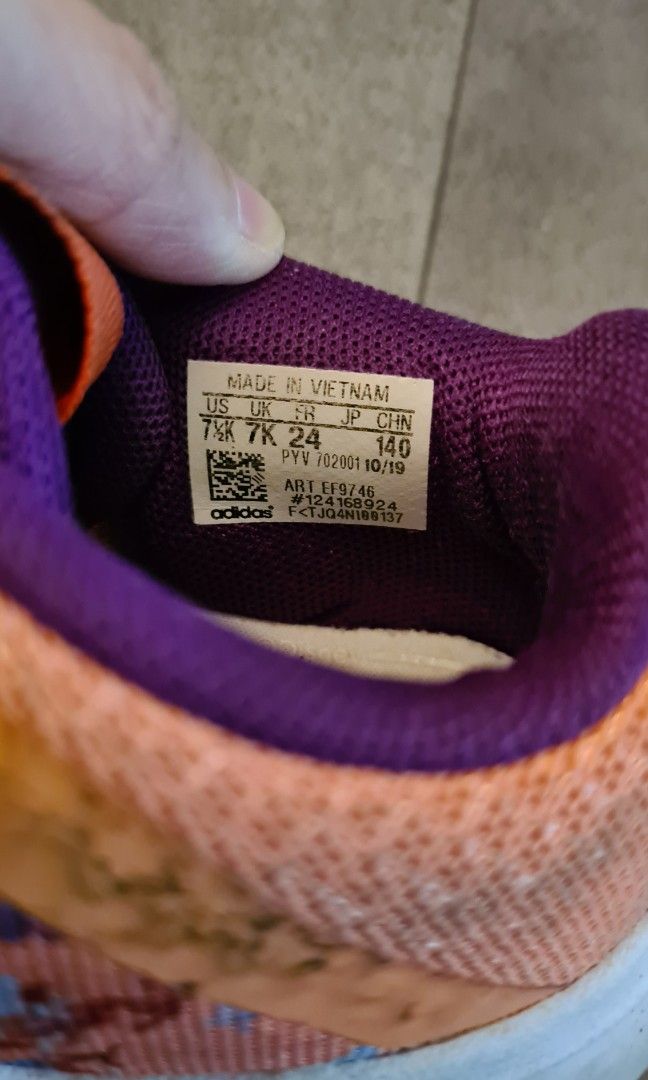 MADE IN VIETNAM
US UK FR JP CHN
7½K 7K 24 140
PYV 702001 10/19
ART EF9746
#124168924
adidas® F<TJQ4N100137